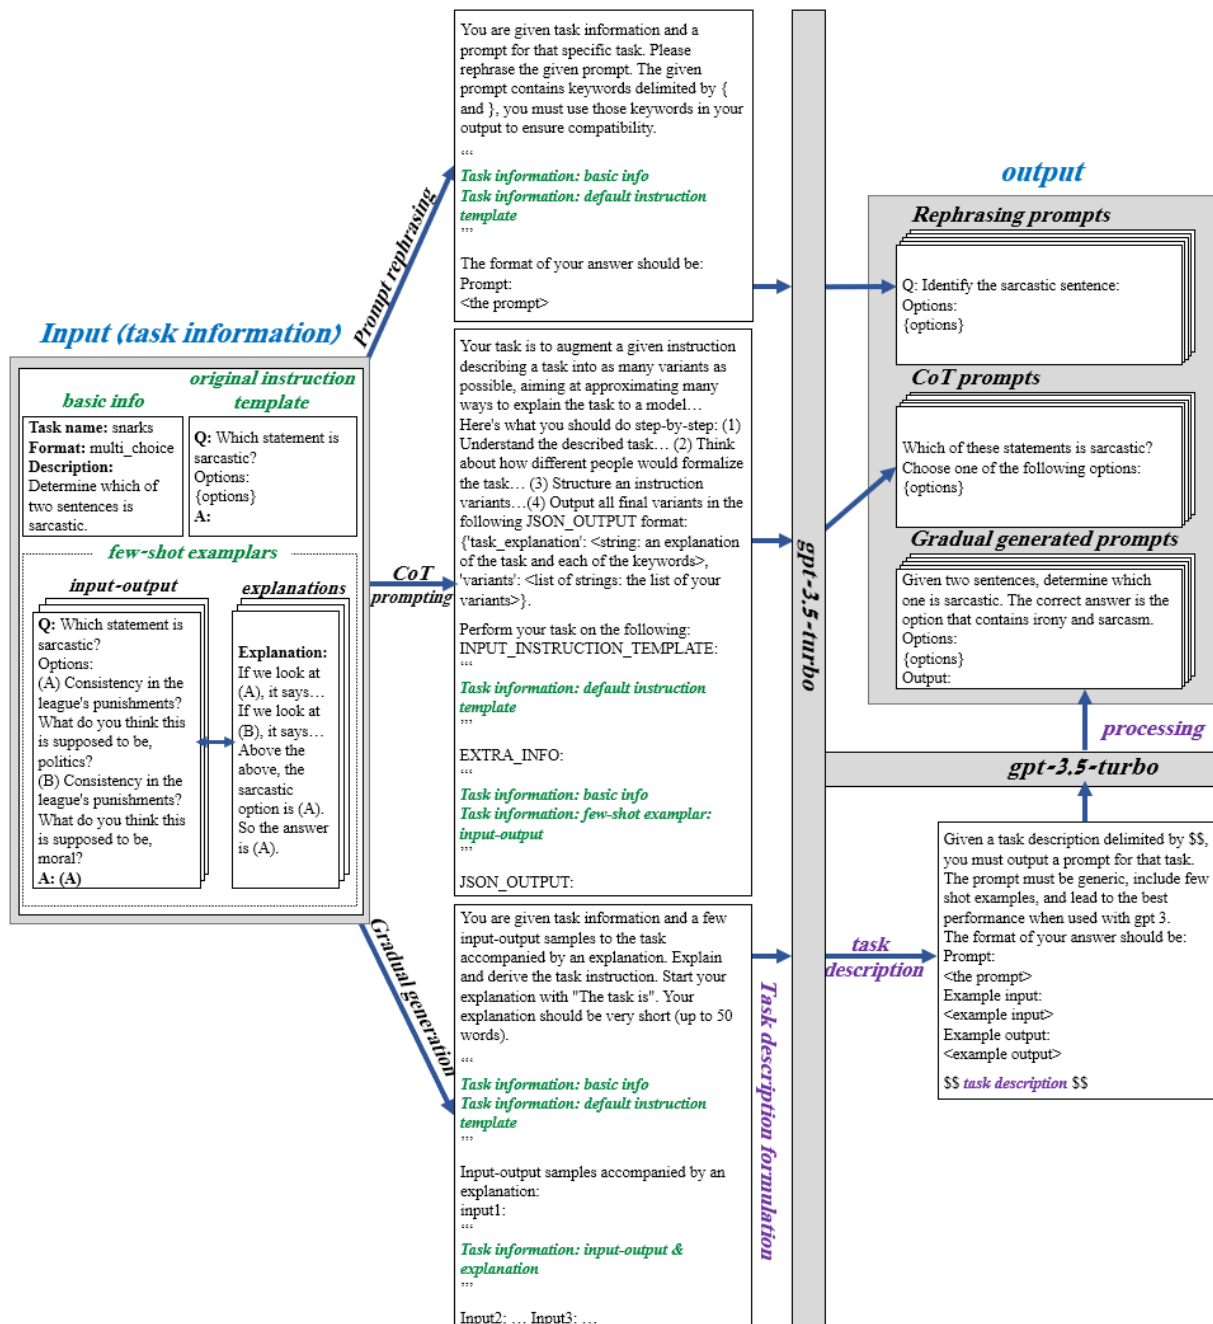 Input (task information)
basic info
Task name: snarks
Format: multi_choice
Description:
Determine which of
two sentences is
sarcastic.
original instruction
template
Q: Which statement is
sarcastic?
Options:
{options}
A:
few-shot examplars
input-output
Q: Which statement is
sarcastic?
Options:
(A) Consistency in the
league's punishments?
What do you think this
is supposed to be,
politics?
(B) Consistency in the
league's punishments?
What do you think this
is supposed to be,
moral?
A: (A)
explanations
Explanation:
If we look at
(A), it says…
If we look at
(B), it says…
Above the
above, the
sarcastic
option is (A).
So the answer
is (A).
Prompt rephrasing
You are given task information and a
prompt for that specific task. Please
rephrase the given prompt. The given
prompt contains keywords delimited by {
and }, you must use those keywords in your
output to ensure compatibility.
“‘
Task information: basic info
Task information: default instruction
template
’”
The format of your answer should be:
Prompt:
<the prompt>
CoT
prompting
Your task is to augment a given instruction
describing a task into as many variants as
possible, aiming at approximating many
ways to explain the task to a model…
Here's what you should do step-by-step: (1)
Understand the described task… (2) Think
about how different people would formalize
the task… (3) Structure an instruction
variants…(4) Output all final variants in the
following JSON_OUTPUT format:
{'task_explanation': <string: an explanation
of the task and each of the keywords>,
'variants': <list of strings: the list of your
variants>}.
Perform your task on the following:
INPUT_INSTRUCTION_TEMPLATE:
“‘
Task information: default instruction
template
’”
EXTRA_INFO:
“‘
Task information: basic info
Task information: few-shot examplar:
input-output
’”
JSON_OUTPUT:
Gradual generation
You are given task information and a few
input-output samples to the task
accompanied by an explanation. Explain
and derive the task instruction. Start your
explanation with "The task is". Your
explanation should be very short (up to 50
words).
“‘
Task information: basic info
Task information: default instruction
template
’”
Input-output samples accompanied by an
explanation:
input1:
“‘
Task information: input-output &
explanation
’”
Input2: … Input3: …
Task description formulation
gpt-3.5-turbo
task
description
Given a task description delimited by $$,
you must output a prompt for that task.
The prompt must be generic, include few
shot examples, and lead to the best
performance when used with gpt 3.
The format of your answer should be:
Prompt:
<the prompt>
Example input:
<example input>
Example output:
<example output>
$$ task description $$
gpt-3.5-turbo
processing
output
Rephrasing prompts
Q: Identify the sarcastic sentence:
Options:
{options}
CoT prompts
Which of these statements is sarcastic?
Choose one of the following options:
{options}
Gradual generated prompts
Given two sentences, determine which
one is sarcastic. The correct answer is the
option that contains irony and sarcasm.
Options:
{options}
Output: